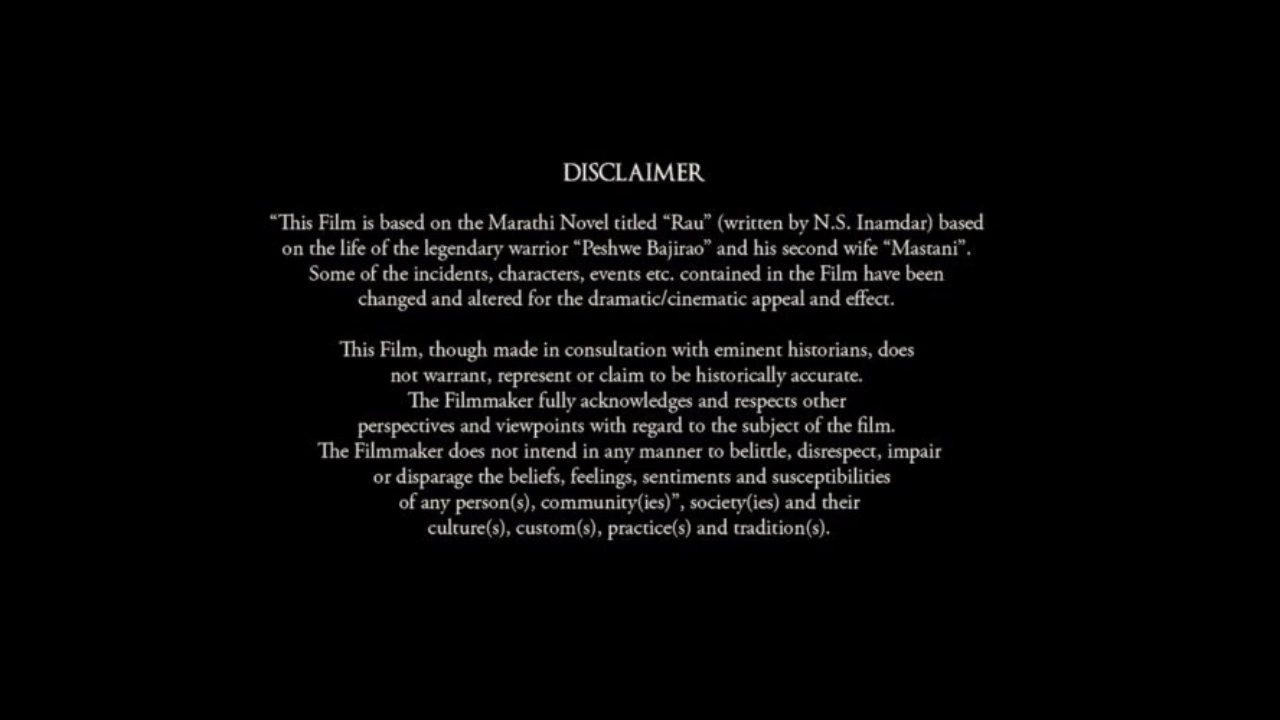 DISCLAIMER
“This Film is based on the Marathi Novel titled “Rau” (written by N.S. Inamdar) based
on the life of the legendary warrior “Peshwe Bajirao” and his second wife “Mastani”.
Some of the incidents, characters, events etc. contained in the Film have been
changed and altered for the dramatic/cinematic appeal and effect.
This Film, though made in consultation with eminent historians, does
not warrant, represent or claim to be historically accurate.
The Filmmaker fully acknowledges and respects other
perspectives and viewpoints with regard to the subject of the film.
The Filmmaker does not intend in any manner to belittle, disrespect, impair
or disparage the beliefs, feelings, sentiments and susceptibilities
of any person(s), community(ies)”, society(ies) and their
culture(s), custom(s), practice(s) and tradition(s).